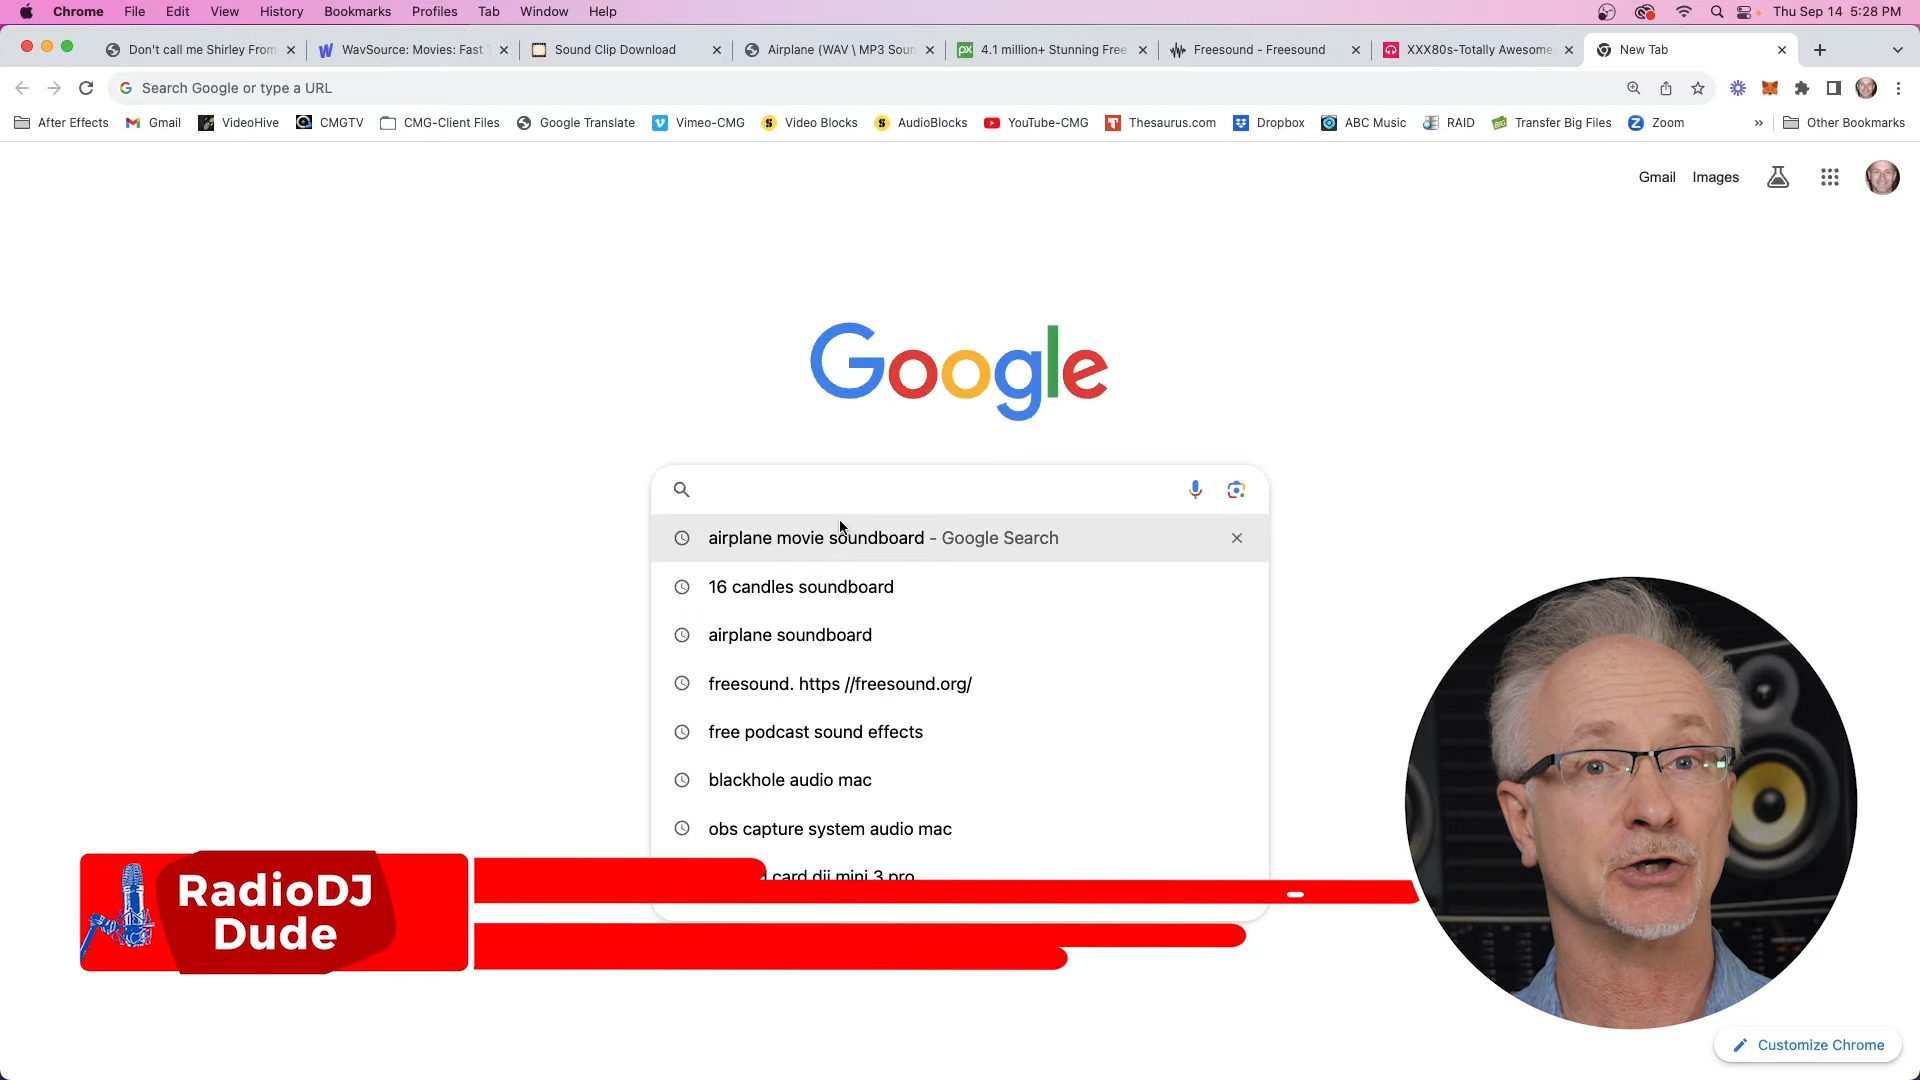 Chrome File Edit View History Bookmarks Profiles Tab Window Help Thu Sep 14 5:28 PM
Don't call me Shirley From WavSource: Movies: Fast Sound Clip Download Airplane (WAV \ MP3 Soun 4.1 million+ Stunning Free Freesound - Freesound XXX80s-Totally Awesome New Tab
Search Google or type a URL
After Effects Gmail VideoHive CMGTV CMG-Client Files Google Translate Vimeo-CMG Video Blocks AudioBlocks YouTube-CMG Thesaurus.com Dropbox ABC Music RAID Transfer Big Files Zoom » Other Bookmarks
Gmail Images
Google
airplane movie soundboard - Google Search
16 candles soundboard
airplane soundboard
freesound. https //freesound.org/
free podcast sound effects
blackhole audio mac
obs capture system audio mac
card dji mini 3 pro
RadioDJ
Dude
Customize Chrome